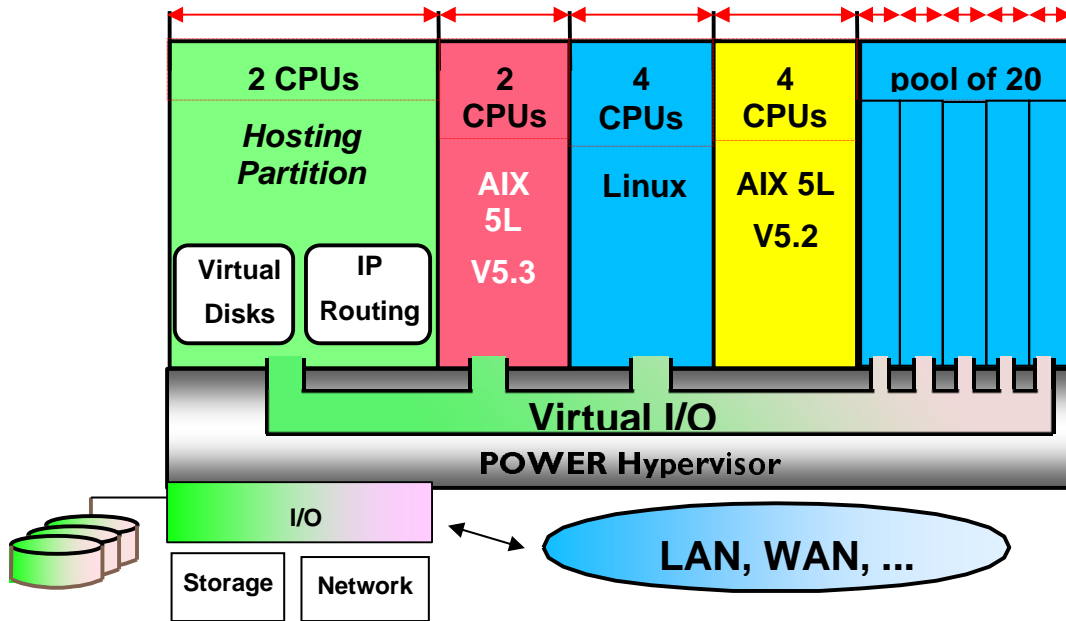 2 CPUs
Hosting
Partition
Virtual
Disks
IP
Routing
2
CPUs
AIX
5L
V5.3
4
CPUs
Linux
4
CPUs
AIX 5L
V5.2
pool of 20
Virtual I/O
POWER Hypervisor
I/O
Storage
Network
LAN, WAN, ...